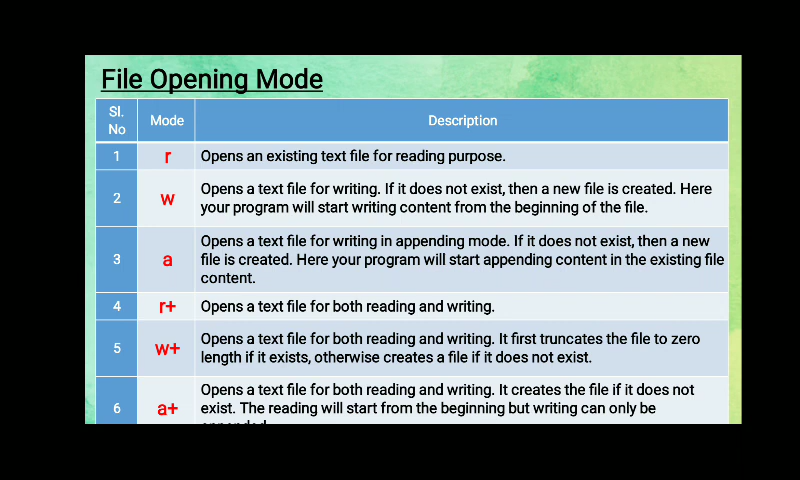 File Opening Mode
Sl. No Mode Description
1 r Opens an existing text file for reading purpose.
2 w Opens a text file for writing. If it does not exist, then a new file is created. Here
your program will start writing content from the beginning of the file.
3 a Opens a text file for writing in appending mode. If it does not exist, then a new
file is created. Here your program will start appending content in the existing file
content.
4 r+ Opens a text file for both reading and writing.
5 w+ Opens a text file for both reading and writing. It first truncates the file to zero
length if it exists, otherwise creates a file if it does not exist.
6 a+ Opens a text file for both reading and writing. It creates the file if it does not
exist. The reading will start from the beginning but writing can only be